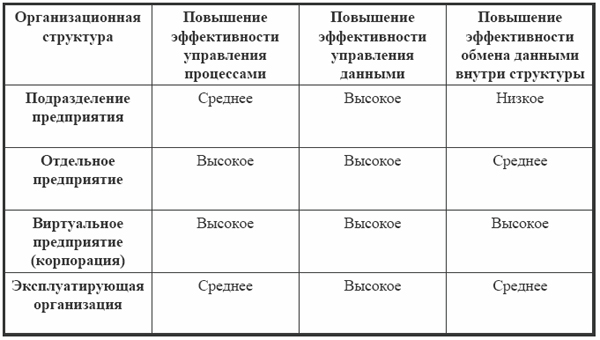 Организационная
структура
Повышение
эффективности
управления
процессами
Повышение
эффективности
управления
данными
Повышение
эффективности
обмена данными
внутри структуры
Подразделение
предприятия
Среднее
Высокое
Низкое
Отдельное
предприятие
Высокое
Высокое
Среднее
Виртуальное
предприятие
(корпорация)
Высокое
Высокое
Высокое
Эксплуатирующая
организация
Среднее
Высокое
Среднее